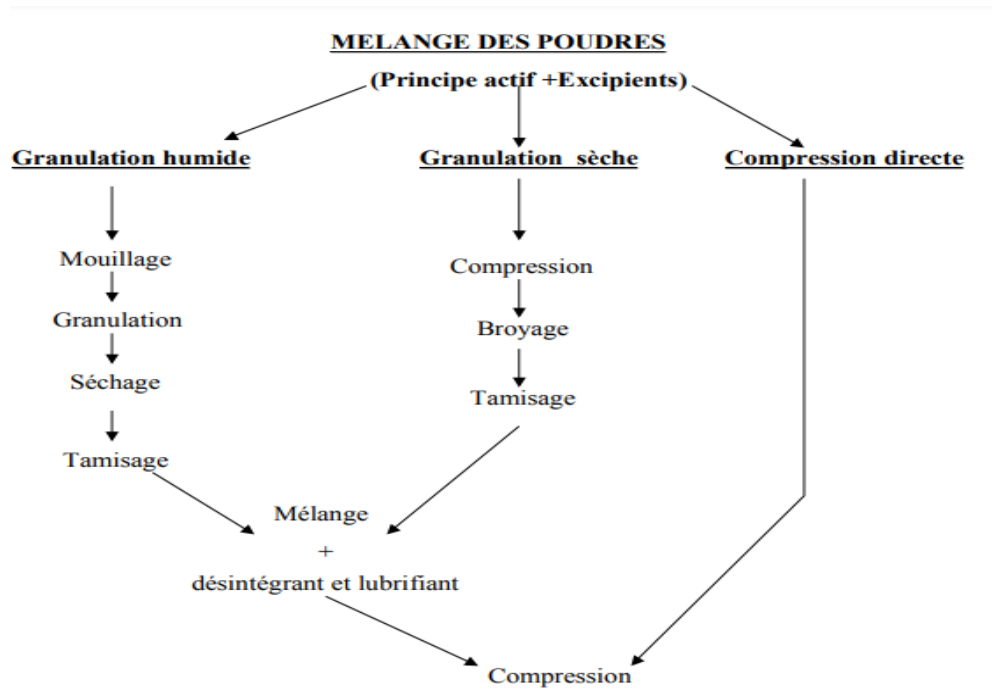 MELANGE DES POUDRES
(Principe actif +Excipients)
Granulation humide
Granulation sèche
Compression directe
Mouillage
Granulation
Séchage
Tamisage
Compression
Broyage
Tamisage
Mélange
+
désintégrant et lubrifiant
Compression